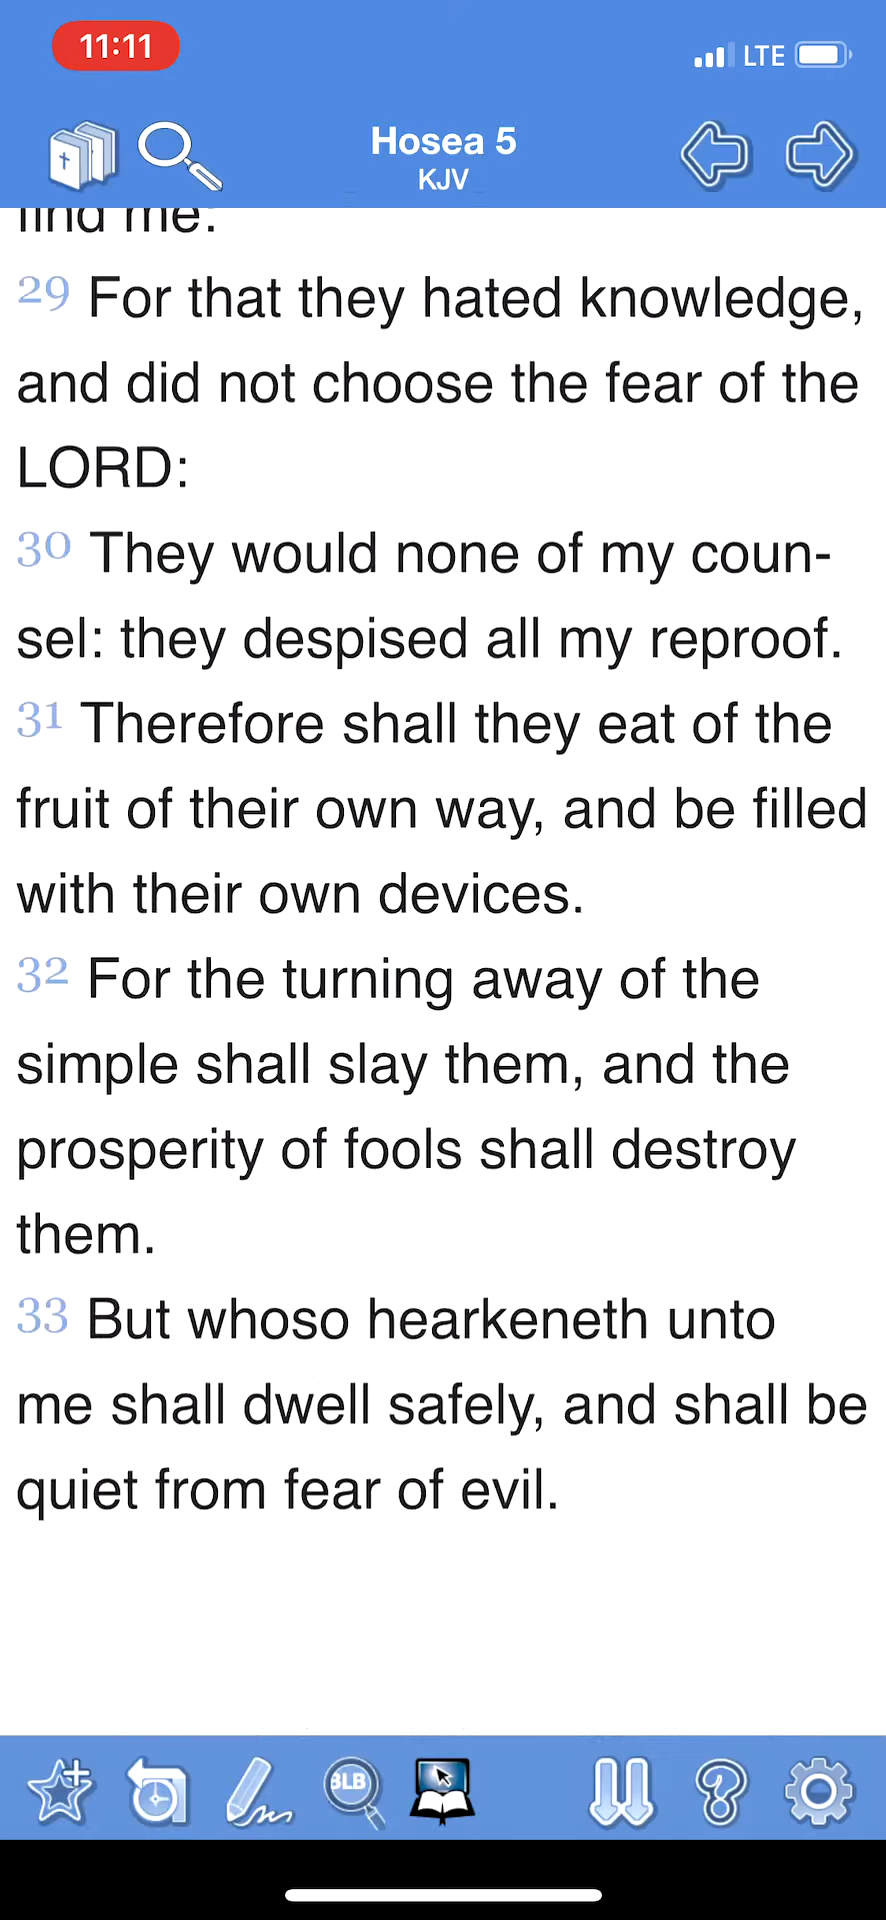 11:11
LTE
Hosea 5
KJV
find me:
29 For that they hated knowledge,
and did not choose the fear of the
LORD:
30 They would none of my coun-
sel: they despised all my reproof.
31 Therefore shall they eat of the
fruit of their own way, and be filled
with their own devices.
32 For the turning away of the
simple shall slay them, and the
prosperity of fools shall destroy
them.
33 But whoso hearkeneth unto
me shall dwell safely, and shall be
quiet from fear of evil.
BLB